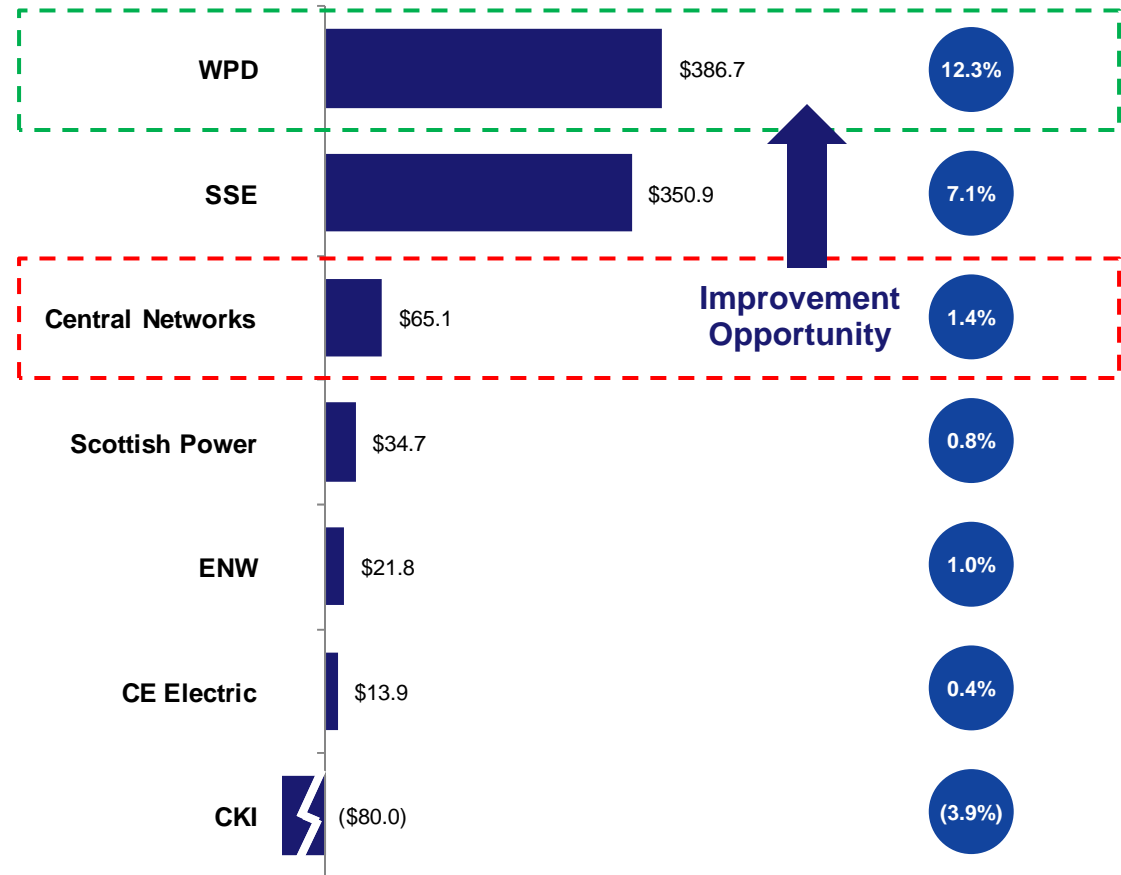 WPD
$386.7
12.3%
SSE
$350.9
7.1%
Central Networks
$65.1
Improvement
Opportunity
1.4%
Scottish Power
$34.7
0.8%
ENW
$21.8
1.0%
CE Electric
$13.9
0.4%
CKI
($80.0)
(3.9%)